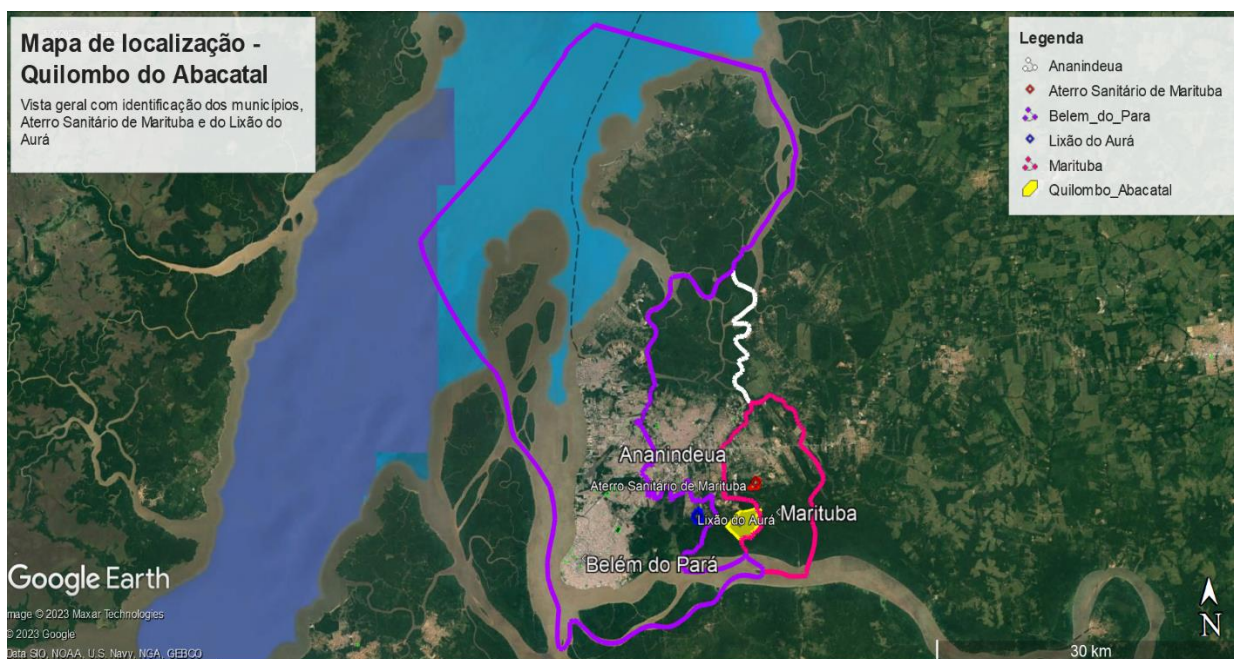 Mapa de localização -
Quilombo do Abacatal
Vista geral com identificação dos municípios,
Aterro Sanitário de Marituba e do Lixão do
Aurá
Legenda
Ananindeua
Aterro Sanitário de Marituba
Belem_do_Para
Lixão do Aurá
Marituba
Quilombo_Abacatal
Ananindeua
Aterro Sanitário de Marituba
Lixão do Aurá
Marituba
Belém do Pará
Google Earth
Image © 2023 Maxar Technologies
© 2023 Google
Data SIO, NOAA, U.S. Navy, NGA, GEBCO
N
30 km